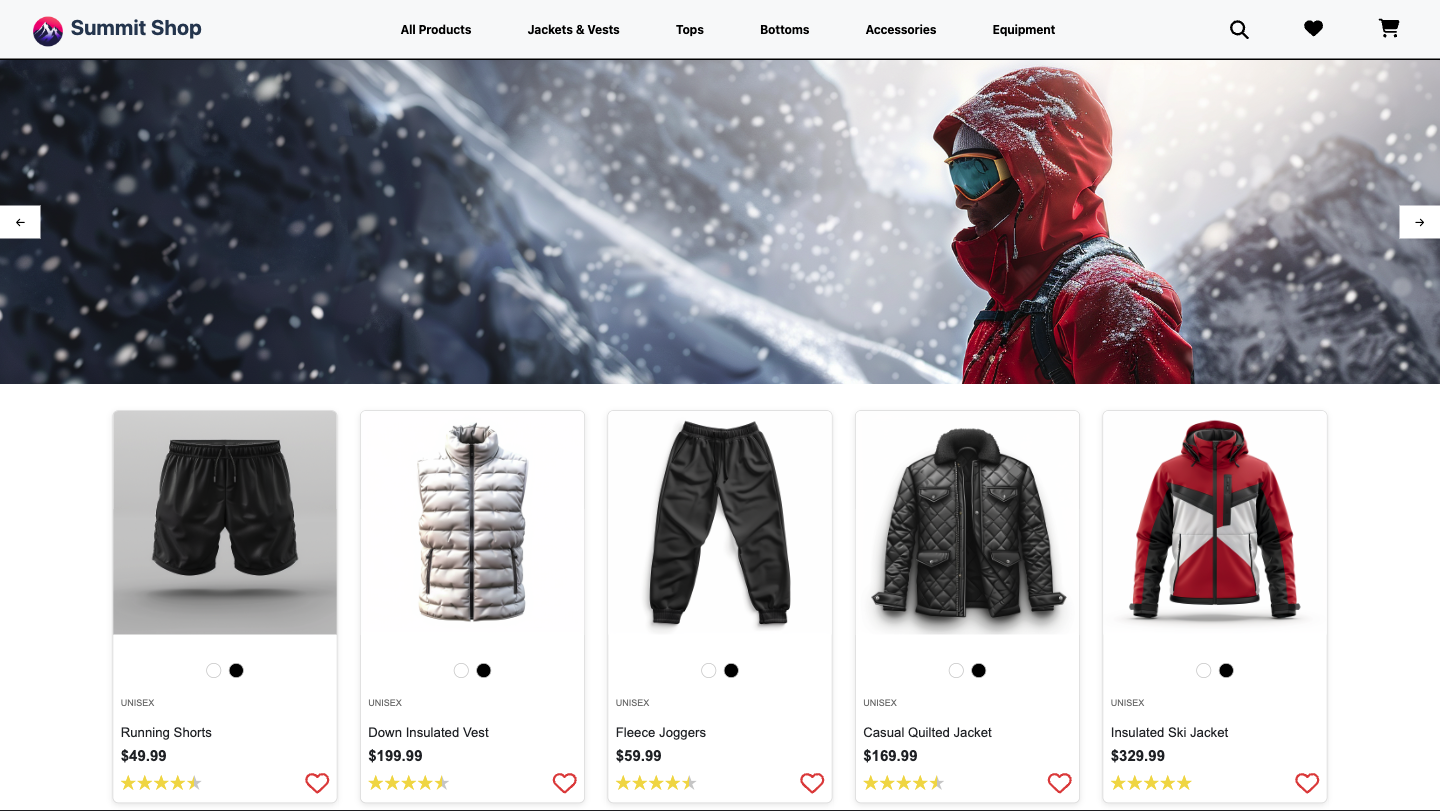 Summit Shop
All Products Jackets & Vests Tops Bottoms Accessories Equipment
UNISEX
Running Shorts
$49.99
UNISEX
Down Insulated Vest
$199.99
UNISEX
Fleece Joggers
$59.99
UNISEX
Casual Quilted Jacket
$169.99
UNISEX
Insulated Ski Jacket
$329.99